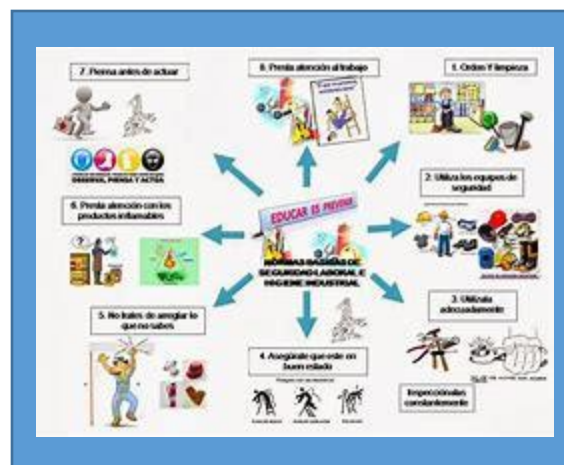 7. Piensa antes de actuar
8. Presta atención al trabajo
1. Orden Y limpieza
OBSERVA, PIENSA Y ACTUA
EDUCAR ES PREVENIR
NORMAS BASICAS DE
SEGURIDAD LABORAL E
HIGIENE INDUSTRIAL
2. Utiliza los equipos de
seguridad
6. Presta atención con los
productos inflamables
3. Utilízala
adecuadamente
5. No trates de arreglar lo
que no sabes
4. Asegúrate que este en
buen estado
Inspecciónalas
constantemente